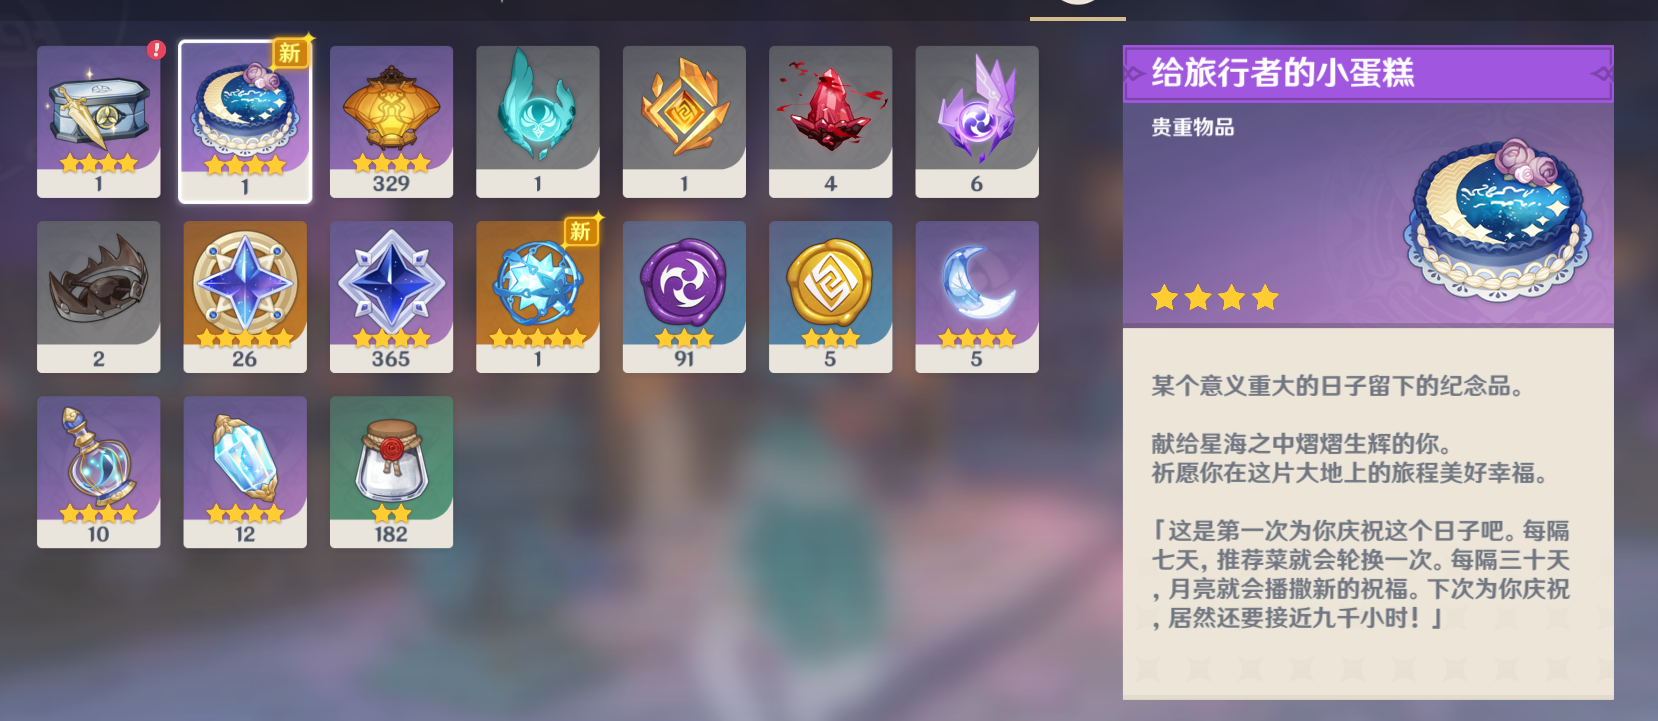 新
1
1
329
1
1
4
6
新
2
26
365
1
91
5
5
10
12
182
给旅行者的小蛋糕
贵重物品
某个意义重大的日子留下的纪念品。
献给星海之中熠熠生辉的你。
祈愿你在这片大地上的旅程美好幸福。
「这是第一次为你庆祝这个日子吧。每隔
七天，推荐菜就会轮换一次。每隔三十天
，月亮就会播撒新的祝福。下次为你庆祝
，居然还要接近九千小时！」